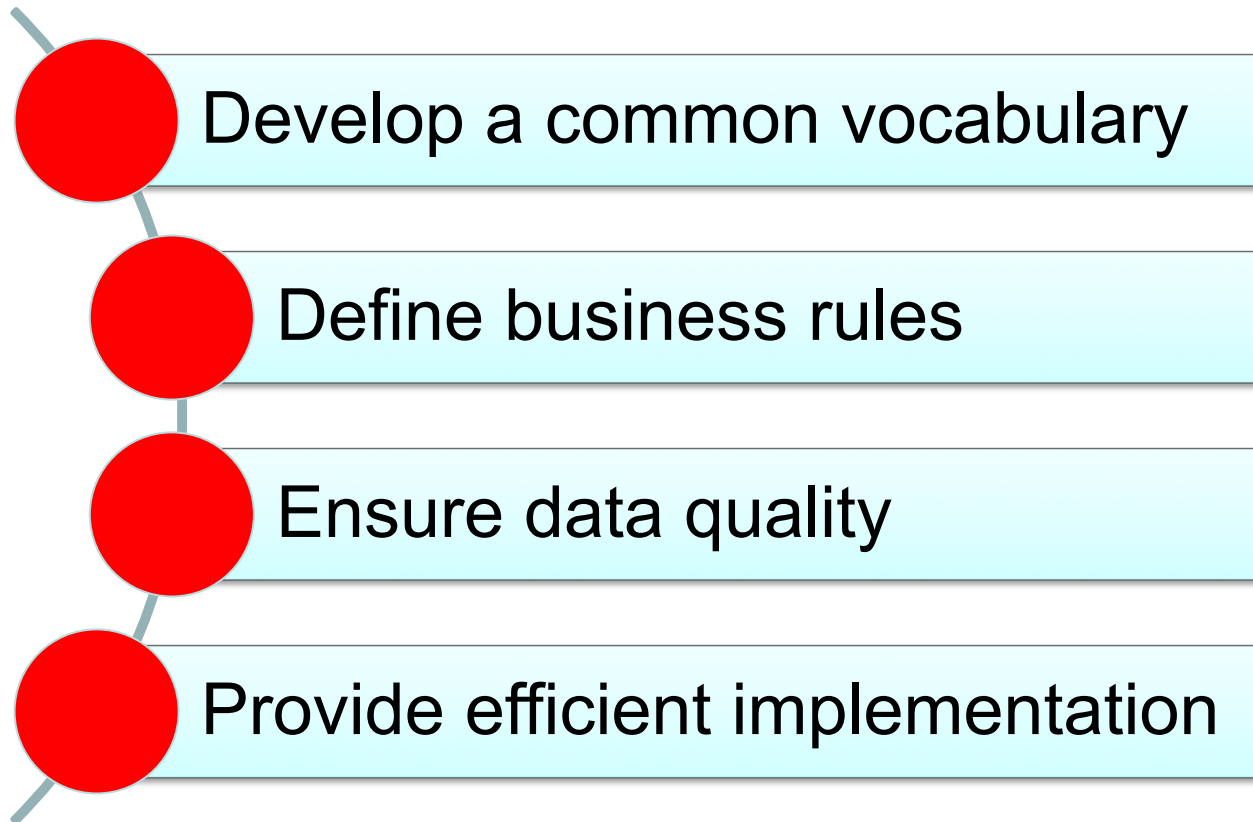 Develop a common vocabulary
Define business rules
Ensure data quality
Provide efficient implementation